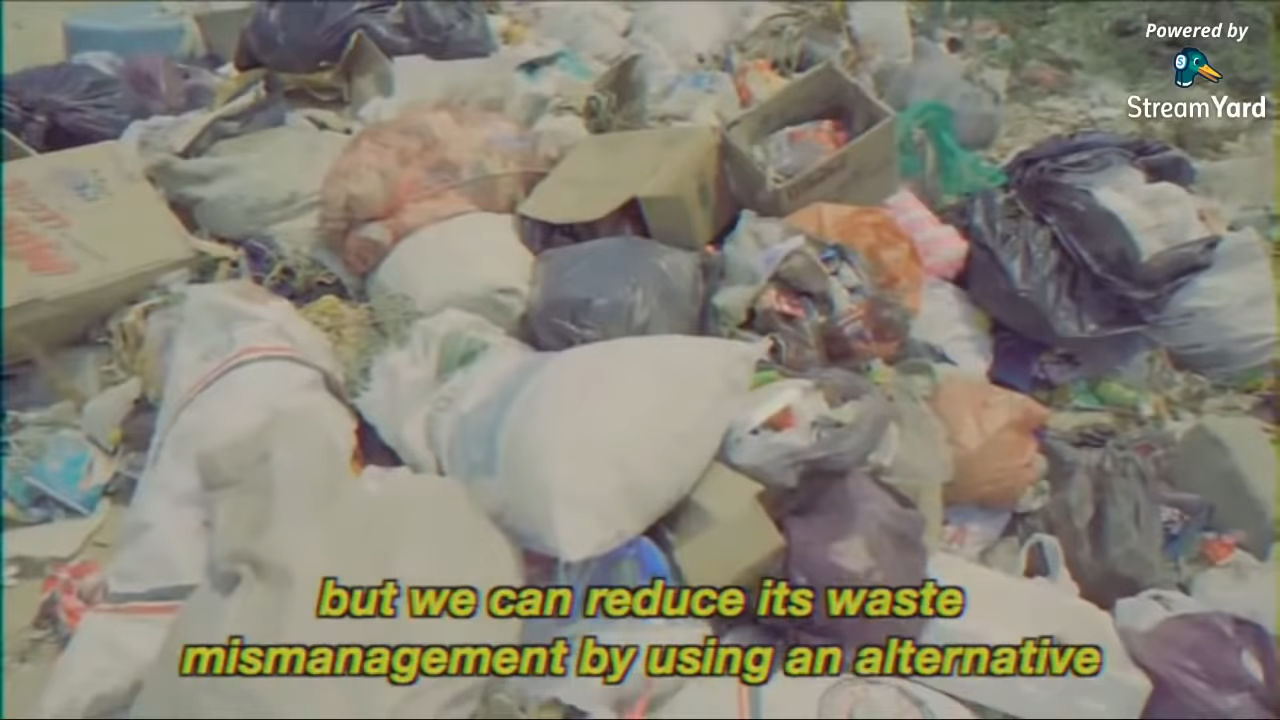 Powered by
StreamYard
but we can reduce its waste
mismanagement by using an alternative